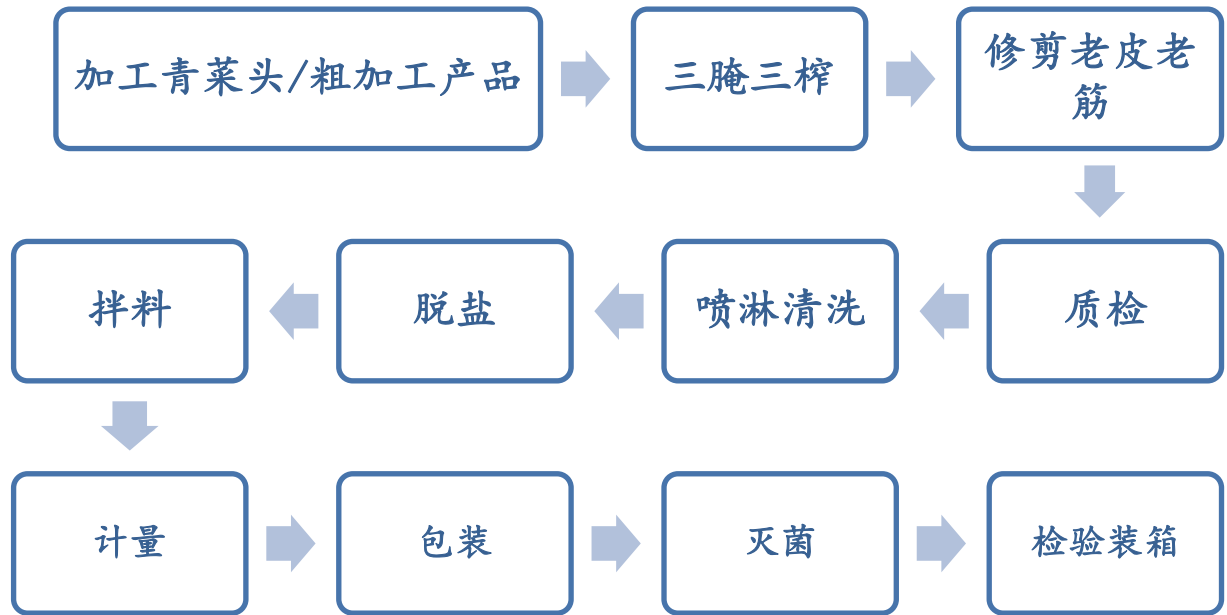 加工青菜头/粗加工产品
三腌三榨
修剪老皮老
筋
质检
喷淋清洗
脱盐
拌料
计量
包装
灭菌
检验装箱